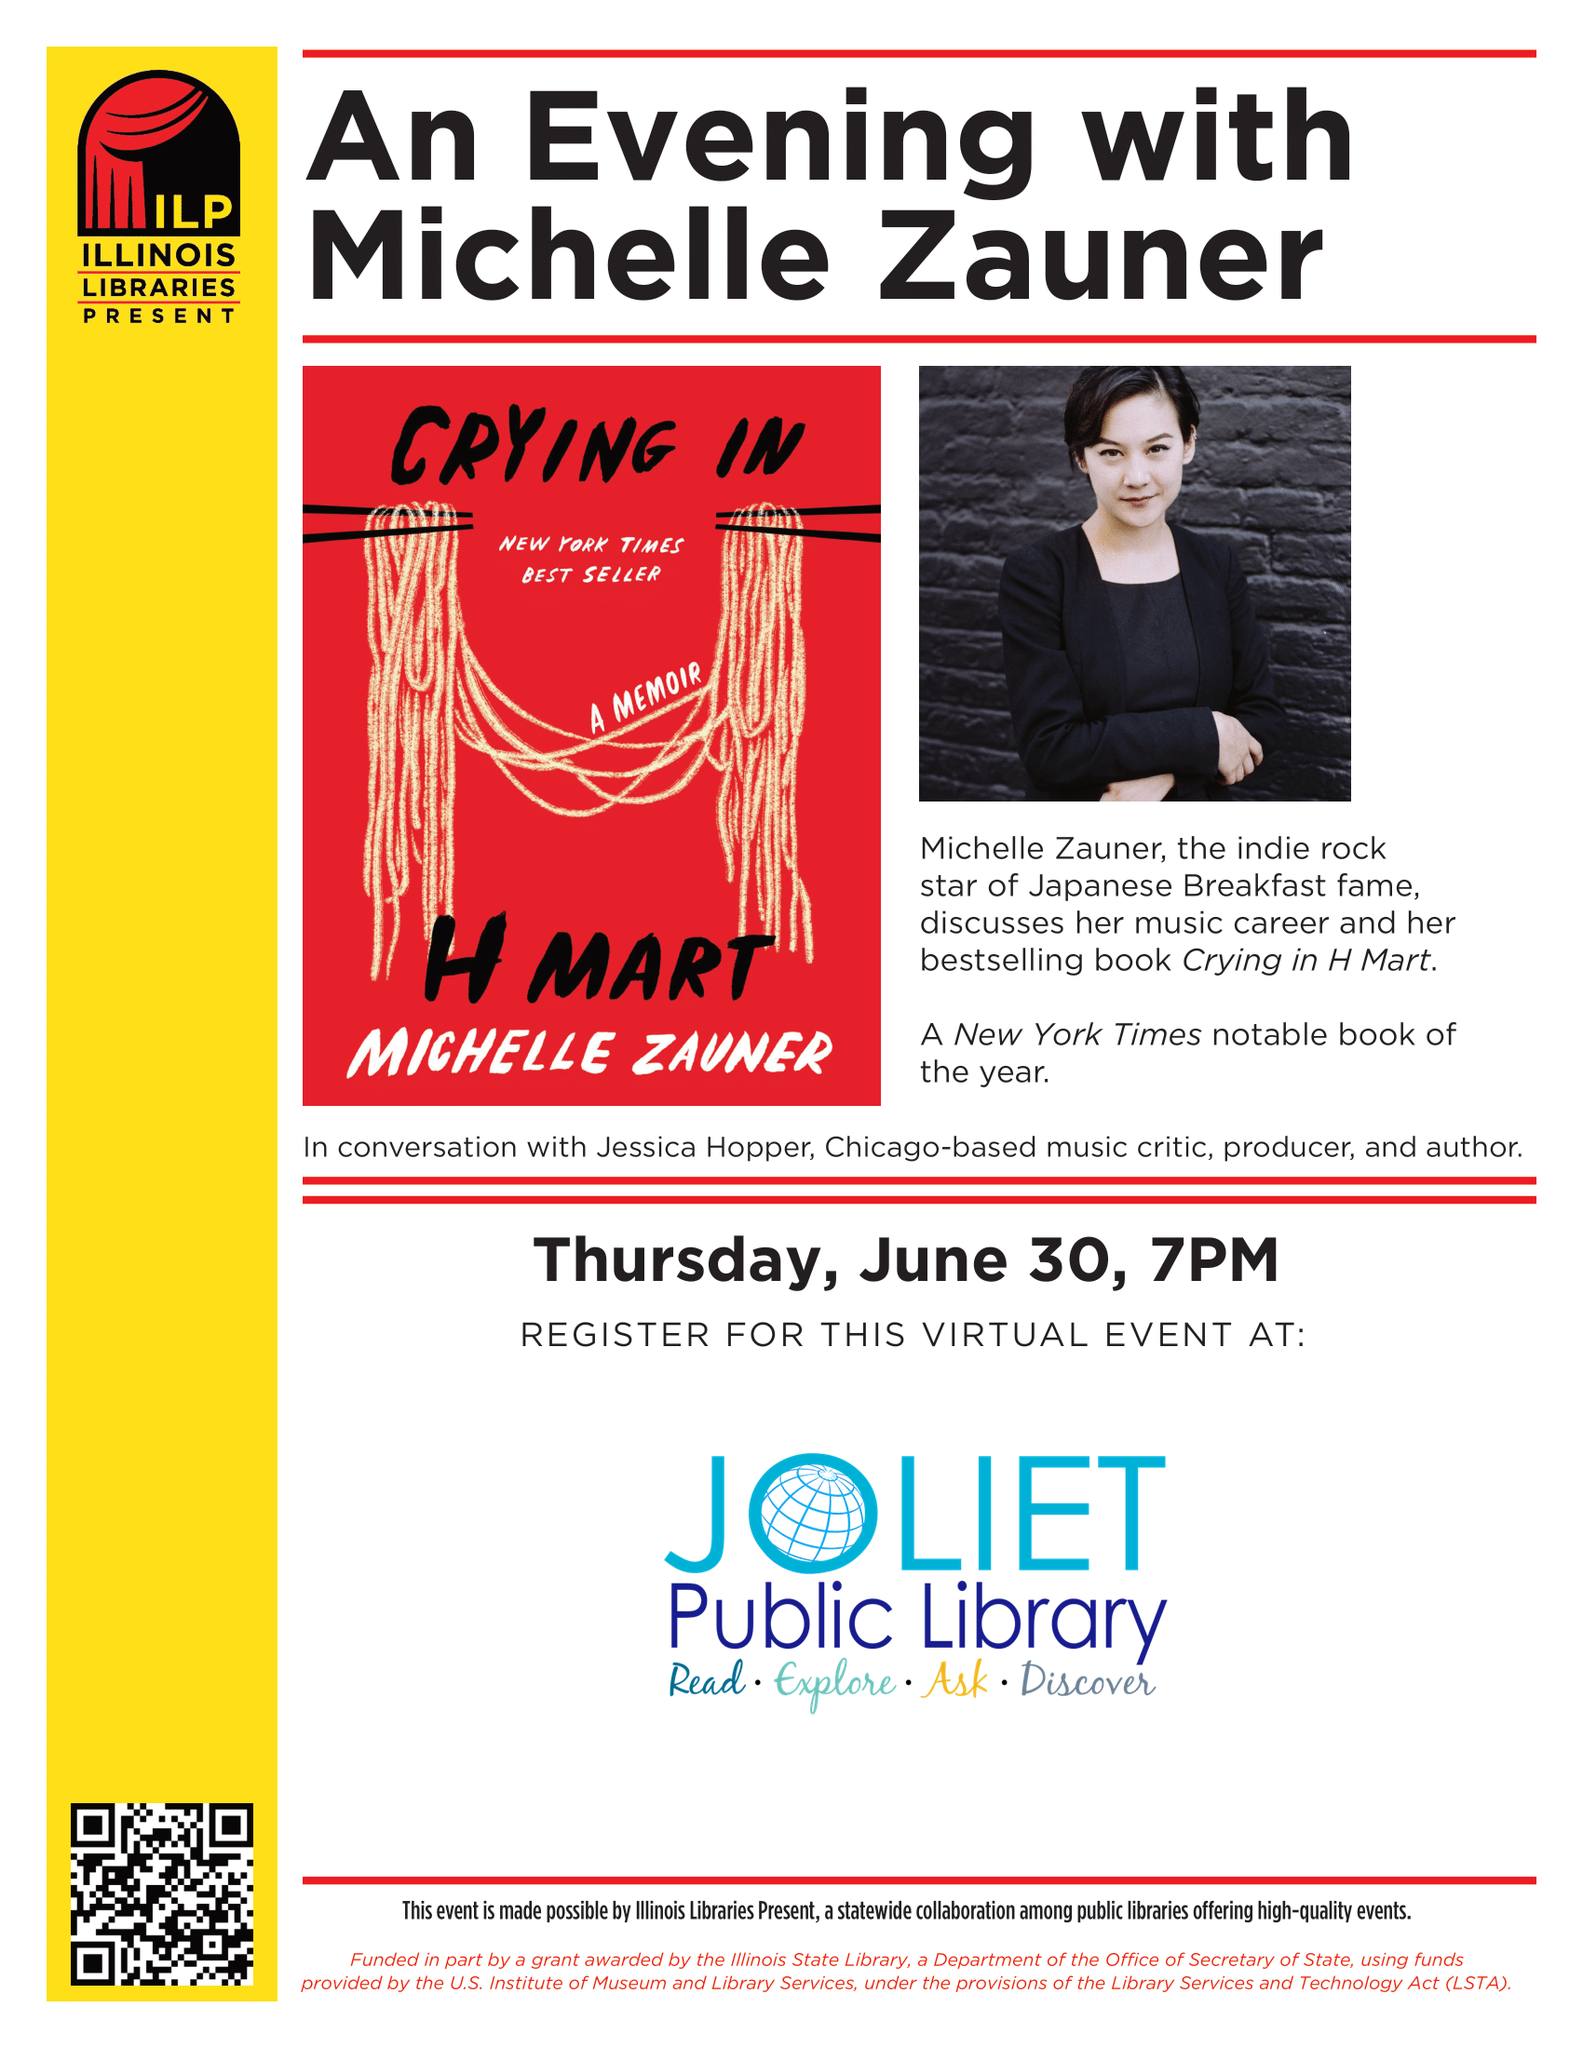 ILP
ILLINOIS
LIBRARIES
PRESENT
An Evening with
Michelle Zauner
CRYING IN
NEW YORK TIMES
BEST SELLER
A MEMOIR
H MART
MICHELLE ZAUNER
Michelle Zauner, the indie rock
star of Japanese Breakfast fame,
discusses her music career and her
bestselling book Crying in H Mart.
A New York Times notable book of
the year.
In conversation with Jessica Hopper, Chicago-based music critic, producer, and author.
Thursday, June 30, 7PM
REGISTER FOR THIS VIRTUAL EVENT AT:
JOLIET
Public Library
Read · Explore · Ask · Discover
This event is made possible by Illinois Libraries Present, a statewide collaboration among public libraries offering high-quality events.
Funded in part by a grant awarded by the Illinois State Library, a Department of the Office of Secretary of State, using funds
provided by the U.S. Institute of Museum and Library Services, under the provisions of the Library Services and Technology Act (LSTA).